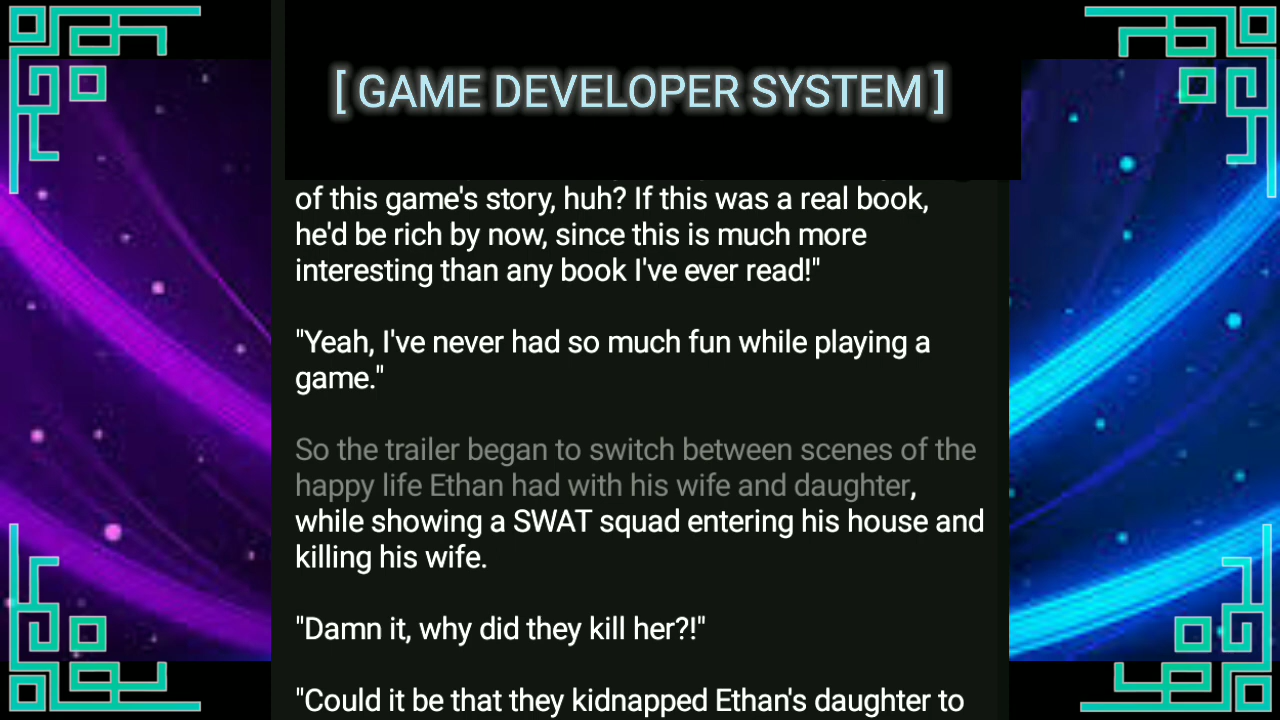 [ GAME DEVELOPER SYSTEM ]
of this game's story, huh? If this was a real book,
he'd be rich by now, since this is much more
interesting than any book I've ever read!"
"Yeah, I've never had so much fun while playing a
game."
So the trailer began to switch between scenes of the
happy life Ethan had with his wife and daughter,
while showing a SWAT squad entering his house and
killing his wife.
"Damn it, why did they kill her?!"
"Could it be that they kidnapped Ethan's daughter to